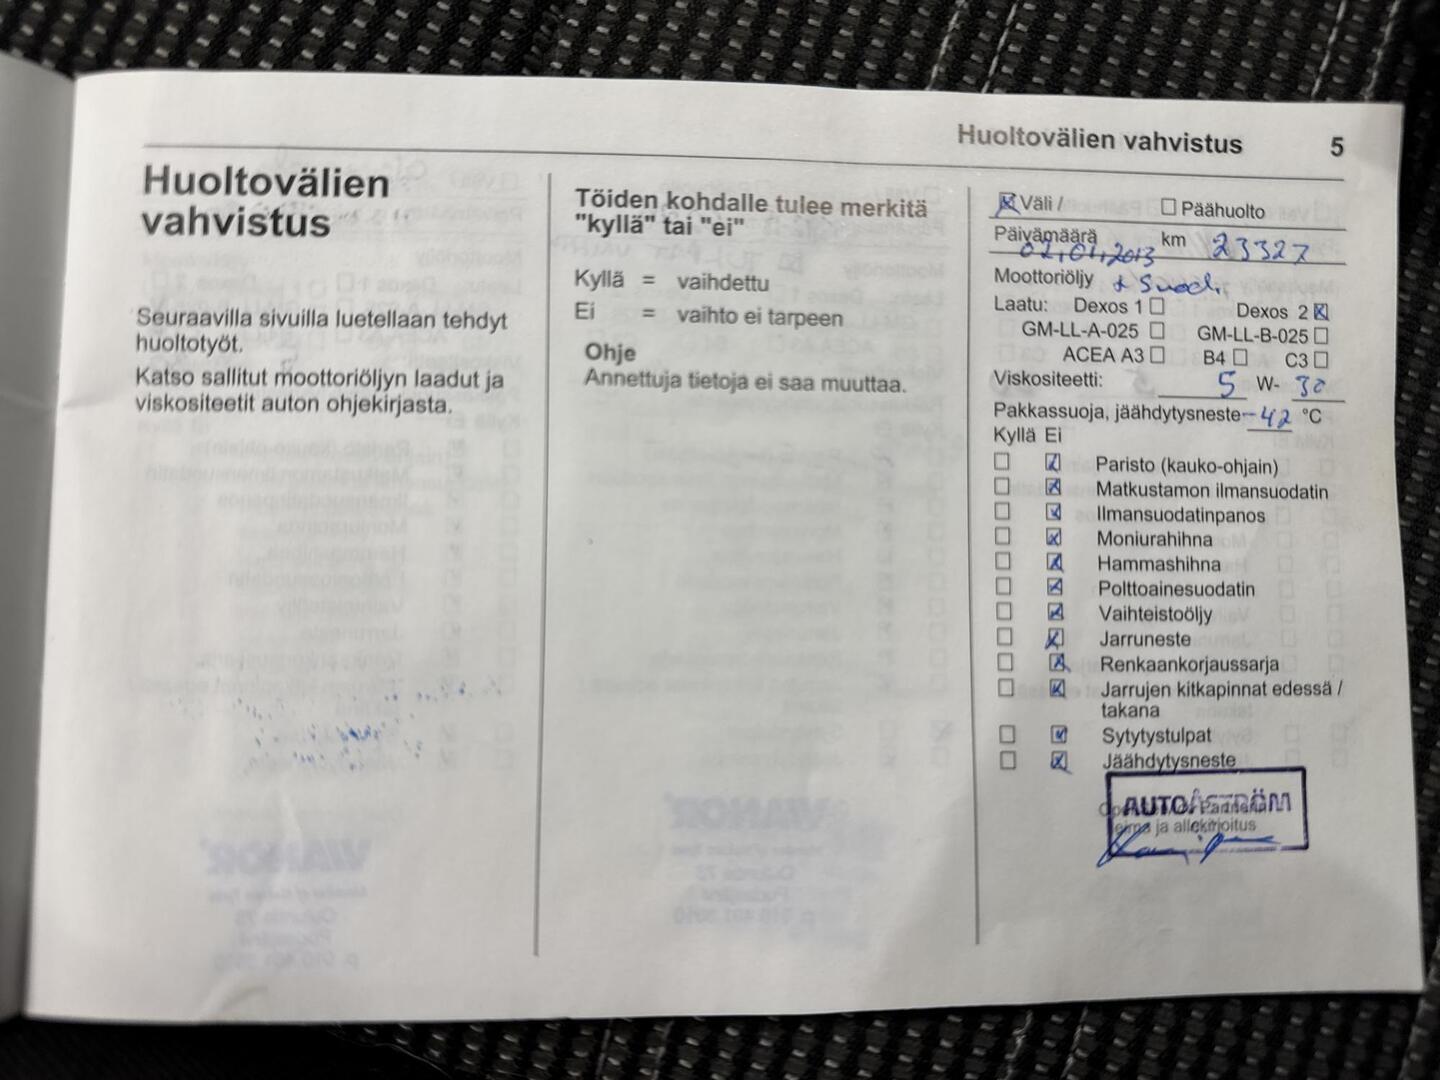 Huoltovälien vahvistus 5
Huoltovälien
vahvistus
Seuraavilla sivuilla luetellaan tehdyt
huoltotyöt.
Katso sallitut moottoriöljyn laadut ja
viskositeetit auton ohjekirjasta.
Töiden kohdalle tulee merkitä
"kyllä" tai "ei"
Kyllä = vaihdettu
Ei = vaihto ei tarpeen
Ohje
Annettuja tietoja ei saa muuttaa.
Väli / Päähuolto
Päivämäärä km 23327
02.01.2013
Moottoriöljy + Suod.
Laatu: Dexos 1 Dexos 2
GM-LL-A-025 GM-LL-B-025
ACEA A3 B4 C3
Viskositeetti: 5 W- 30
Pakkassuoja, jäähdytysneste -42 °C
Kyllä Ei
Paristo (kauko-ohjain)
Matkustamon ilmansuodatin
Ilmansuodatinpanos
Moniurahihna
Hammashihna
Polttoainesuodatin
Vaihteistoöljy
Jarruneste
Renkaankorjaussarja
Jarrujen kitkapinnat edessä /
takana
Sytytystulpat
Jäähdytysneste
AUTOÅSTRÖM
ja allekirjoitus